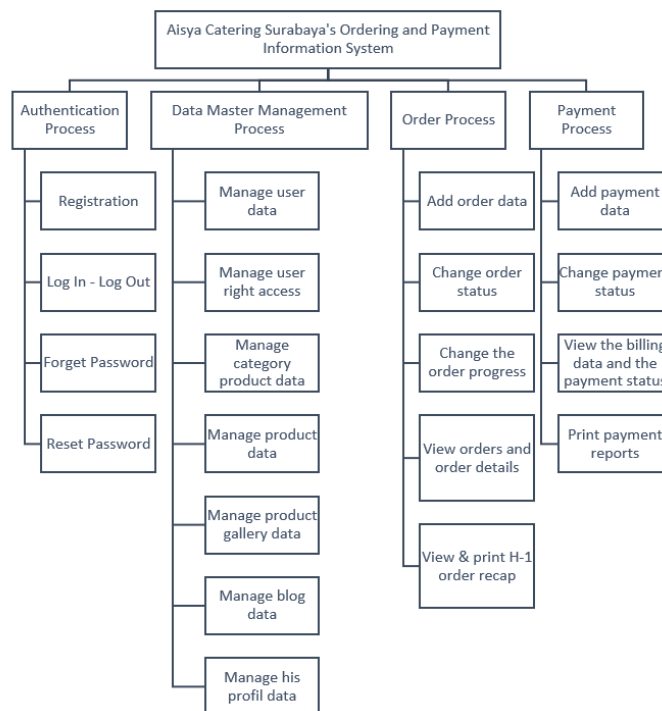 Aisya Catering Surabaya's Ordering and Payment
Information System
Authentication
Process
Registration
Log In - Log Out
Forget Password
Reset Password
Data Master Management
Process
Manage user
data
Manage user
right access
Manage
category
product data
Manage product
data
Manage product
gallery data
Manage blog
data
Manage his
profil data
Order Process
Add order data
Change order
status
Change the
order progress
View orders and
order details
View & print H-1
order recap
Payment
Process
Add payment
data
Change payment
status
View the billing
data and the
payment status
Print payment
reports